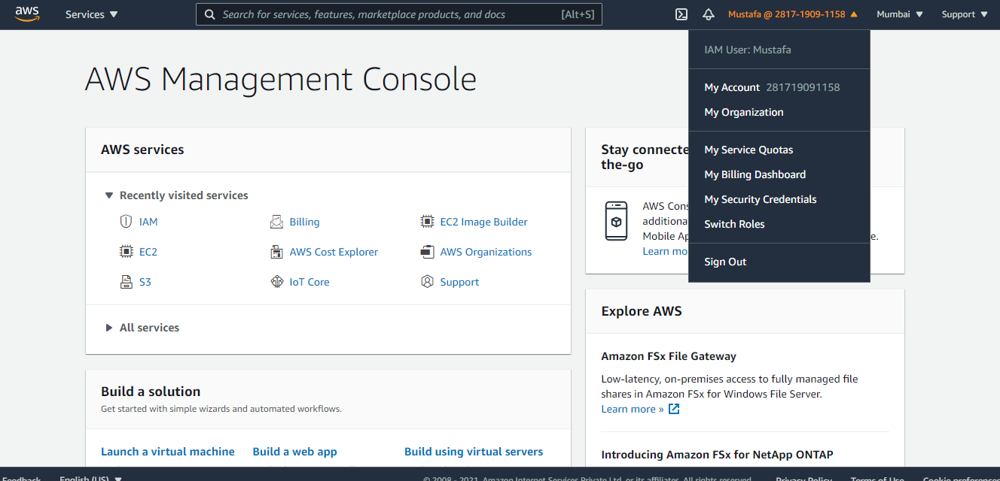 aws
Services
Search for services, features, marketplace products, and docs [Alt+S]
Mustafa @ 2817-1909-1158
Mumbai
Support
IAM User: Mustafa
My Account 281719091158
My Organization
My Service Quotas
My Billing Dashboard
My Security Credentials
Switch Roles
Sign Out
AWS Management Console
AWS services
Recently visited services
IAM
Billing
EC2 Image Builder
EC2
AWS Cost Explorer
AWS Organizations
S3
IoT Core
Support
All services
Build a solution
Get started with simple wizards and automated workflows.
Launch a virtual machine
Build a web app
Build using virtual servers
Stay connecte
the-go
AWS Cons
additiona
Mobile Ap e.
Learn mo
Explore AWS
Amazon FSx File Gateway
Low-latency, on-premises access to fully managed file
shares in Amazon FSx for Windows File Server.
Learn more »
Introducing Amazon FSx for NetApp ONTAP
Feedback
English (US)
© 2008 - 2021, Amazon Internet Services Private Ltd. or its affiliates. All rights reserved.
Privacy Policy
Terms of Use
Cookie preferences